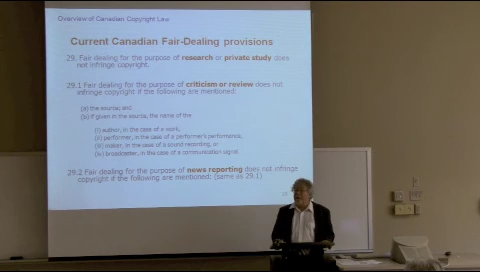 Overview of Canadian Copyright Law
Current Canadian Fair-Dealing provisions
29. Fair dealing for the purpose of research or private study does
not infringe copyright.
29.1 Fair dealing for the purpose of criticism or review does not
infringe copyright if the following are mentioned:
(a) the source; and
(b) if given in the source, the name of the
(i) author, in the case of a work,
(ii) performer, in the case of a performer's performance,
(iii) maker, in the case of a sound recording, or
(iv) broadcaster, in the case of a communication signal
29.2 Fair dealing for the purpose of news reporting does not infringe
copyright if the following are mentioned: (same as 29.1)